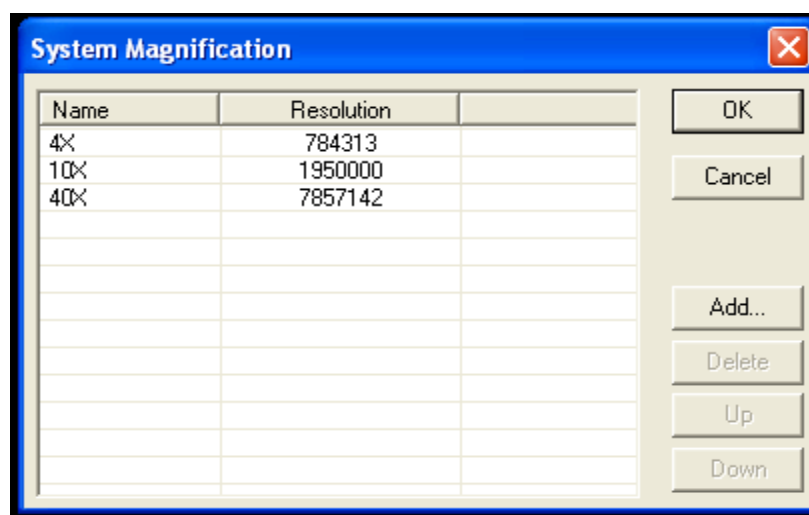 System Magnification
Name Resolution
4X 784313
10X 1950000
40X 7857142
OK
Cancel
Add...
Delete
Up
Down